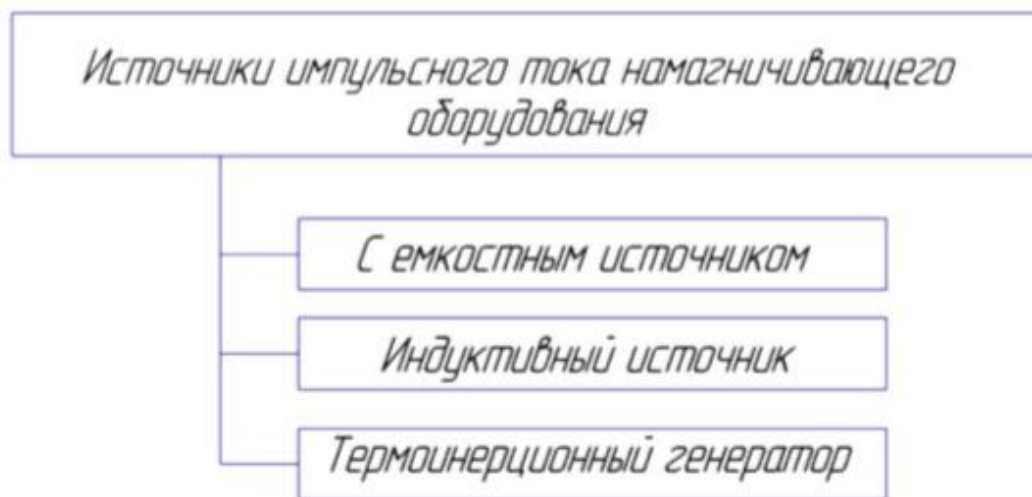 Источники импульсного тока намагничивающего
оборудования
С емкостным источником
Индуктивный источник
Термоинерционный генератор